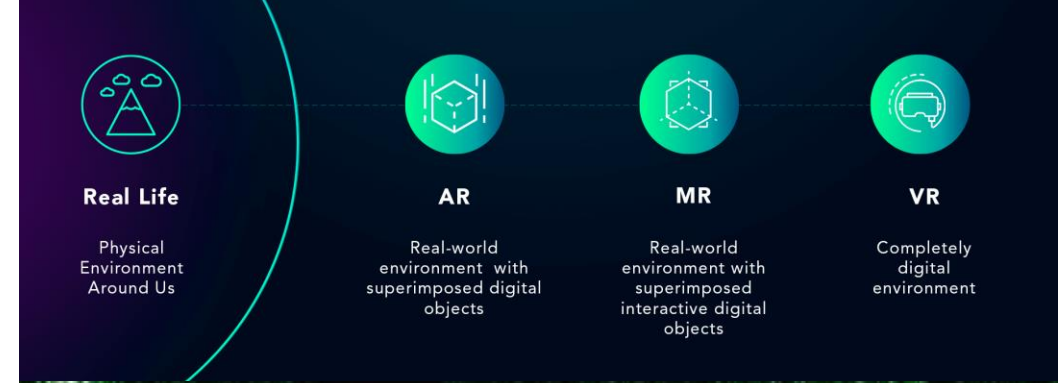 Real Life
Physical
Environment
Around Us
AR
Real-world
environment with
superimposed digital
objects
MR
Real-world
environment with
superimposed
interactive digital
objects
VR
Completely
digital
environment